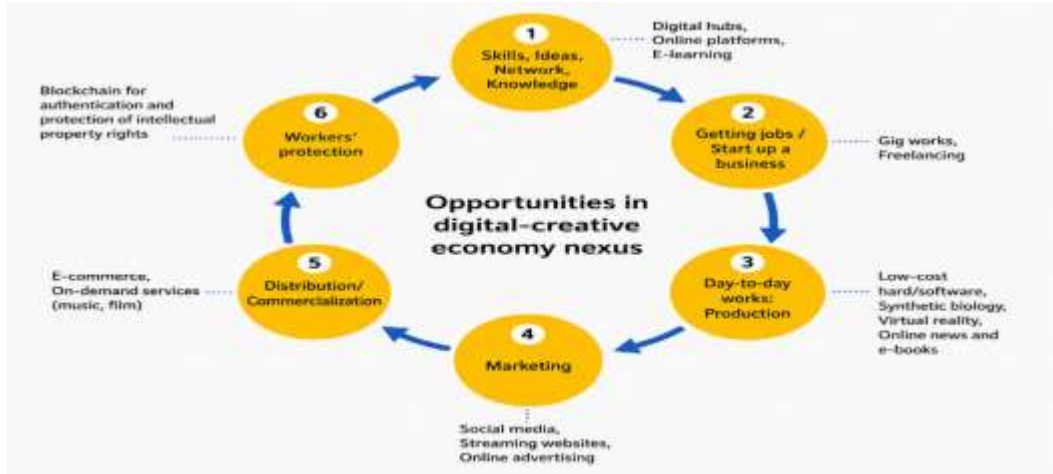 1
Skills, Ideas,
Network,
Knowledge
Digital hubs,
Online platforms,
E-learning
2
Getting jobs /
Start up a
business
Gig works,
Freelancing
3
Day-to-day
works:
Production
Low-cost
hard/software,
Synthetic biology,
Virtual reality,
Online news and
e-books
4
Marketing
Social media,
Streaming websites,
Online advertising
5
Distribution/
Commercialization
E-commerce,
On-demand services
(music, film)
6
Workers'
protection
Blockchain for
authentication and
protection of intellectual
property rights
Opportunities in
digital-creative
economy nexus